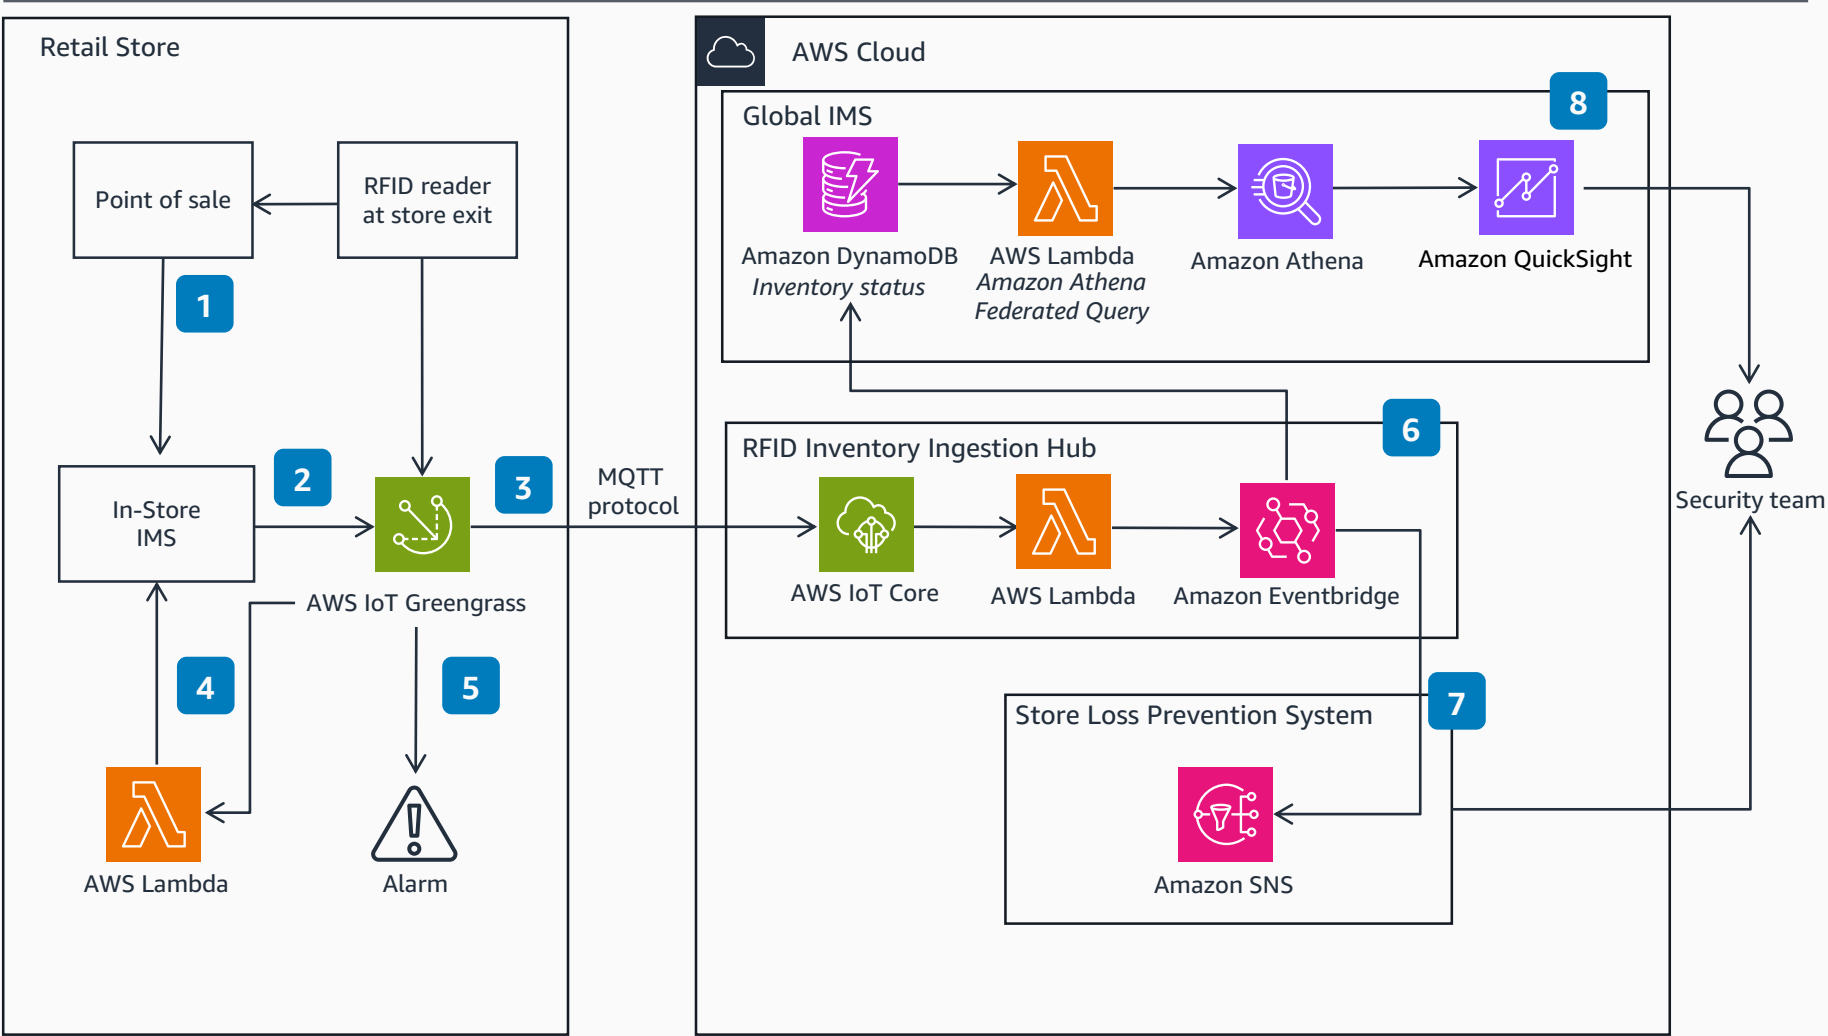 Retail Store
Point of sale
RFID reader
at store exit
1
In-Store
IMS
2
3
AWS IoT Greengrass
4
5
AWS Lambda
Alarm
MQTT
protocol
AWS Cloud
Global IMS
8
Amazon DynamoDB
Inventory status
AWS Lambda
Amazon Athena
Federated Query
Amazon Athena
Amazon QuickSight
RFID Inventory Ingestion Hub
6
AWS IoT Core
AWS Lambda
Amazon Eventbridge
Store Loss Prevention System
7
Amazon SNS
Security team